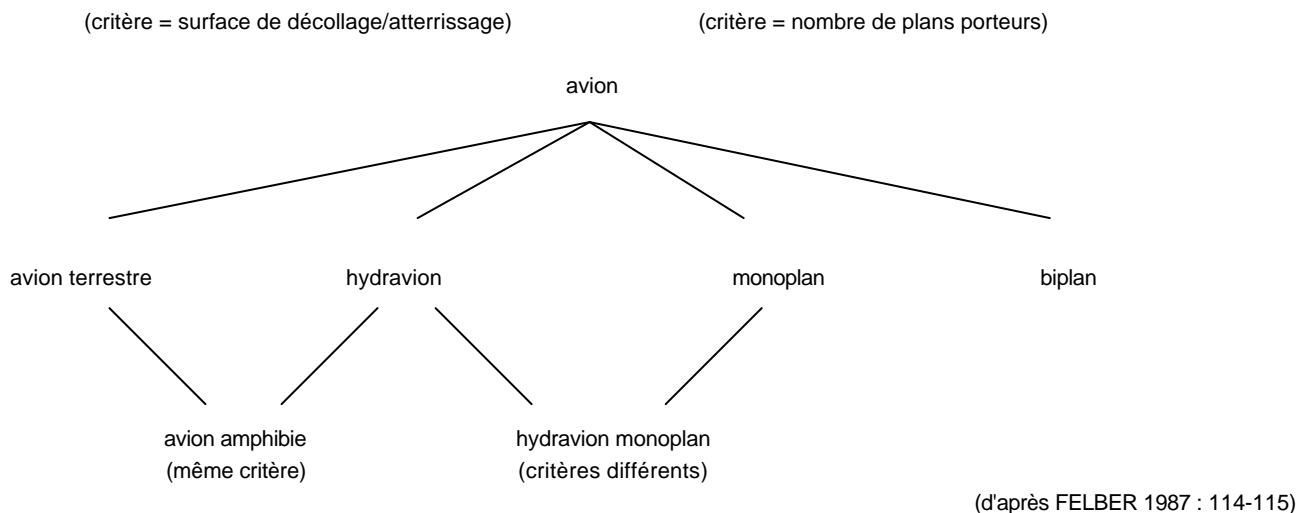 (critère = surface de décollage/atterrissage) (critère = nombre de plans porteurs)
avion
avion terrestre hydravion monoplan biplan
avion amphibie hydravion monoplan
(même critère) (critères différents)
(d'après FELBER 1987 : 114-115)